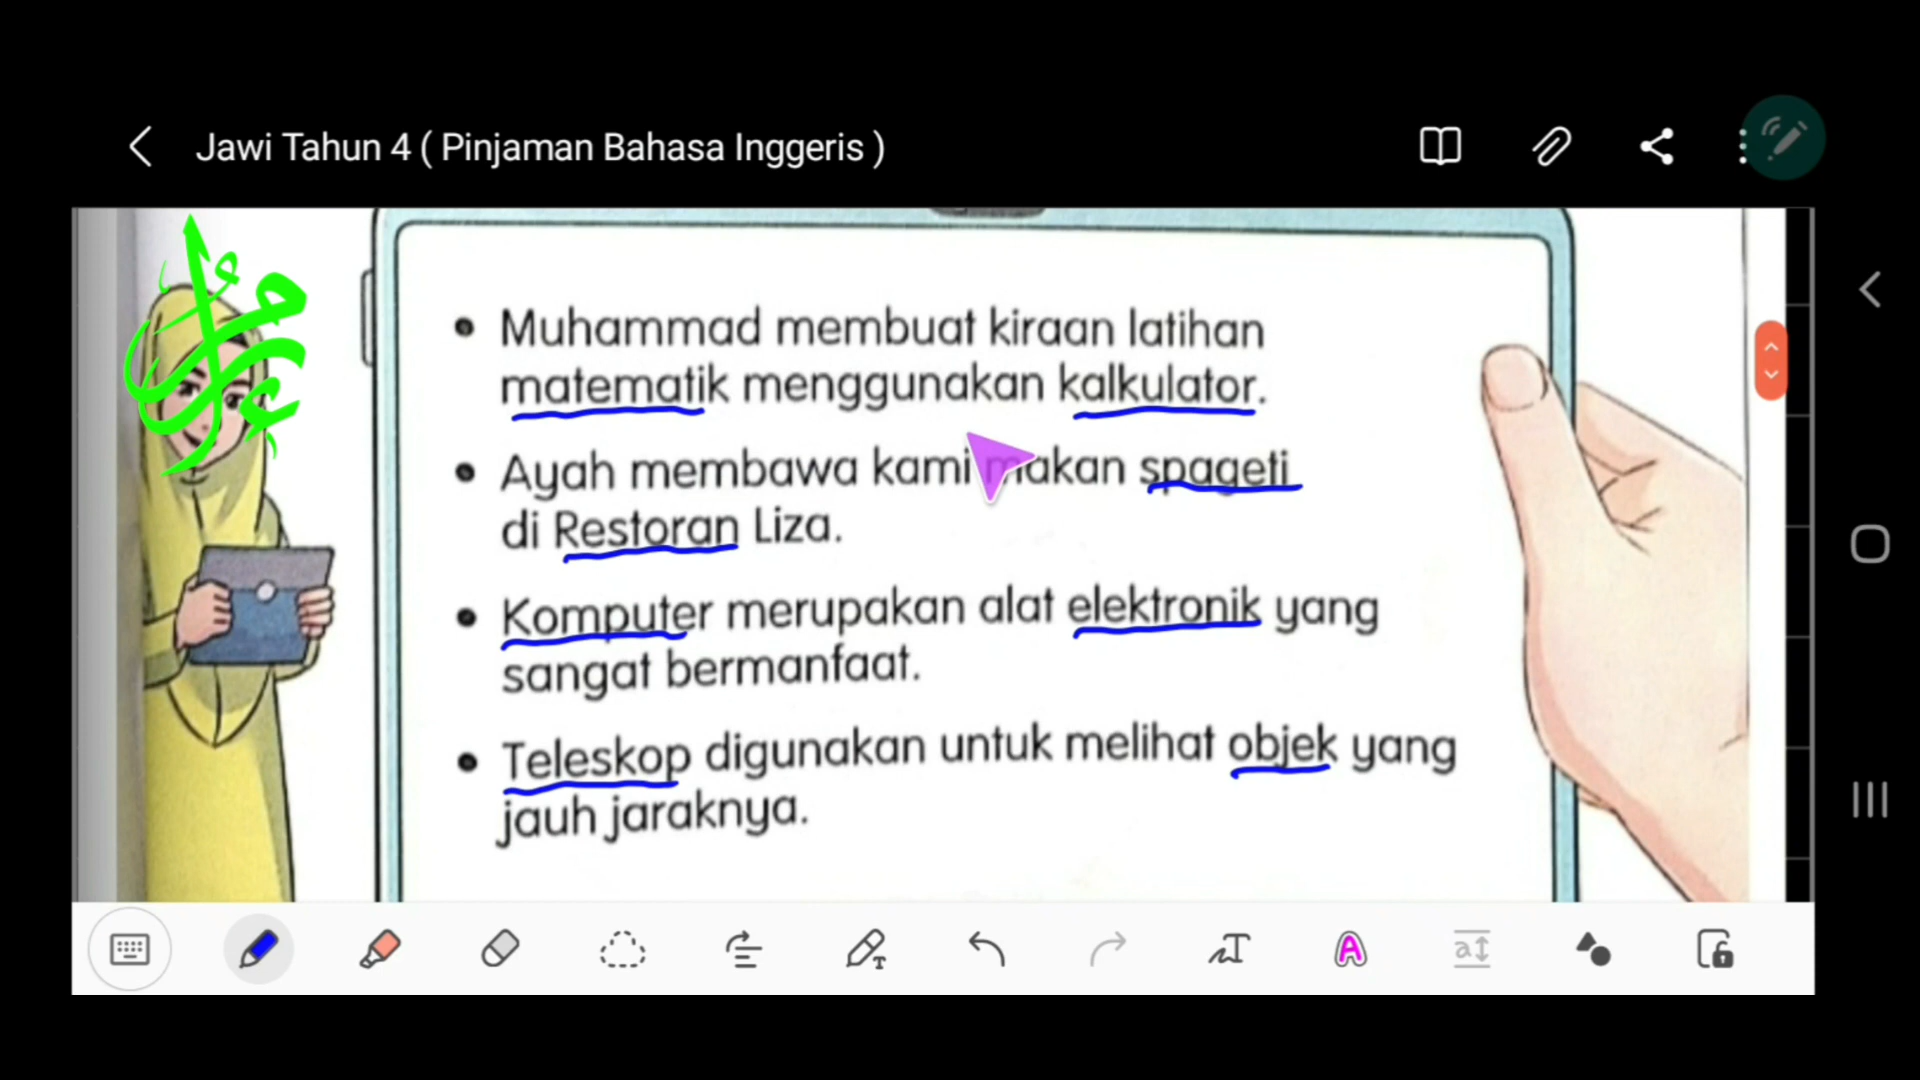 Jawi Tahun 4 ( Pinjaman Bahasa Inggeris )
• Muhammad membuat kiraan latihan
matematik menggunakan kalkulator.
• Ayah membawa kami makan spageti
di Restoran Liza.
• Komputer merupakan alat elektronik yang
sangat bermanfaat.
• Teleskop digunakan untuk melihat objek yang
jauh jaraknya.